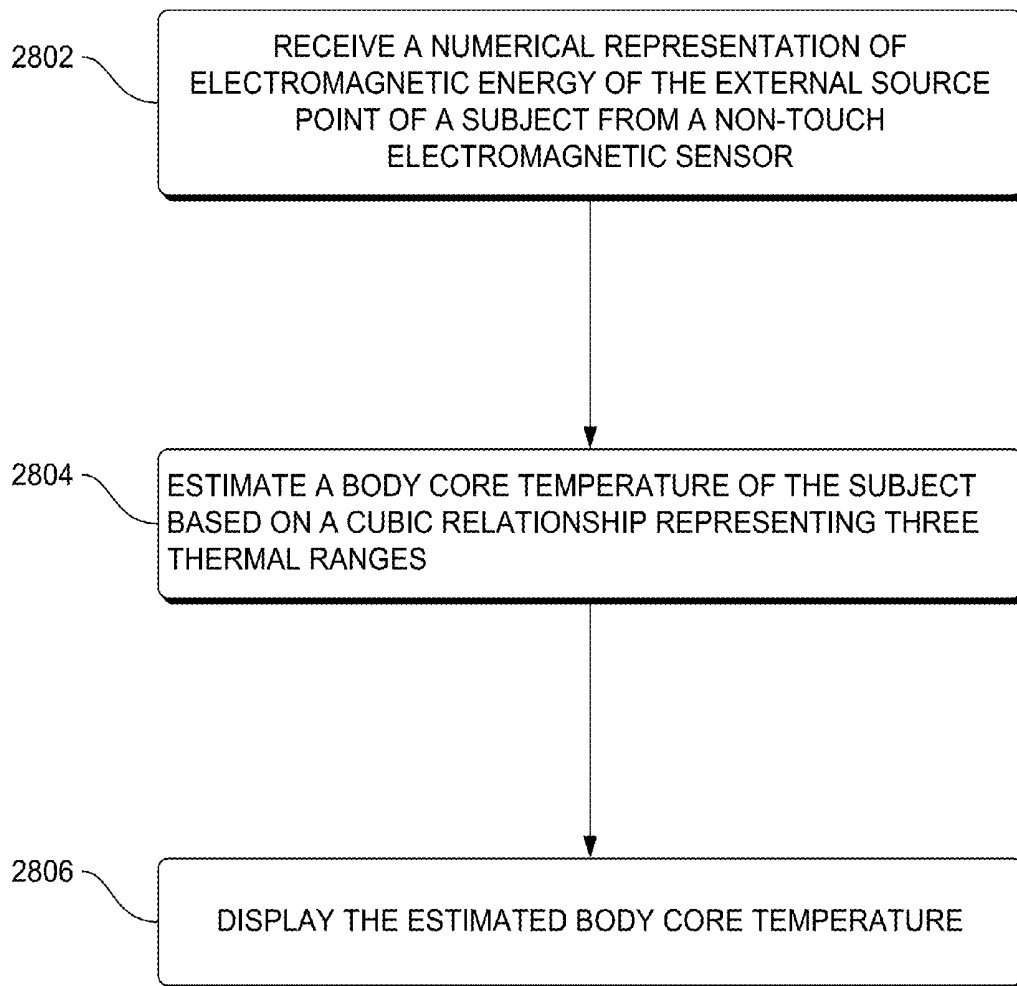 2802
RECEIVE A NUMERICAL REPRESENTATION OF
ELECTROMAGNETIC ENERGY OF THE EXTERNAL SOURCE
POINT OF A SUBJECT FROM A NON-TOUCH
ELECTROMAGNETIC SENSOR
2804
ESTIMATE A BODY CORE TEMPERATURE OF THE SUBJECT
BASED ON A CUBIC RELATIONSHIP REPRESENTING THREE
THERMAL RANGES
2806
DISPLAY THE ESTIMATED BODY CORE TEMPERATURE